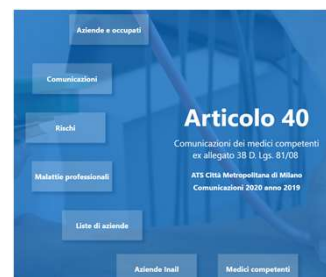 Aziende e occupati
Comunicazioni
Rischi
Malattie professionali
Liste di aziende
Aziende Inail
Medici competenti
Articolo 40
Comunicazioni dei medici competenti
ex allegato 3B D. Lgs. 81/08
ATS Città Metropolitana di Milano
Comunicazioni 2020 anno 2019